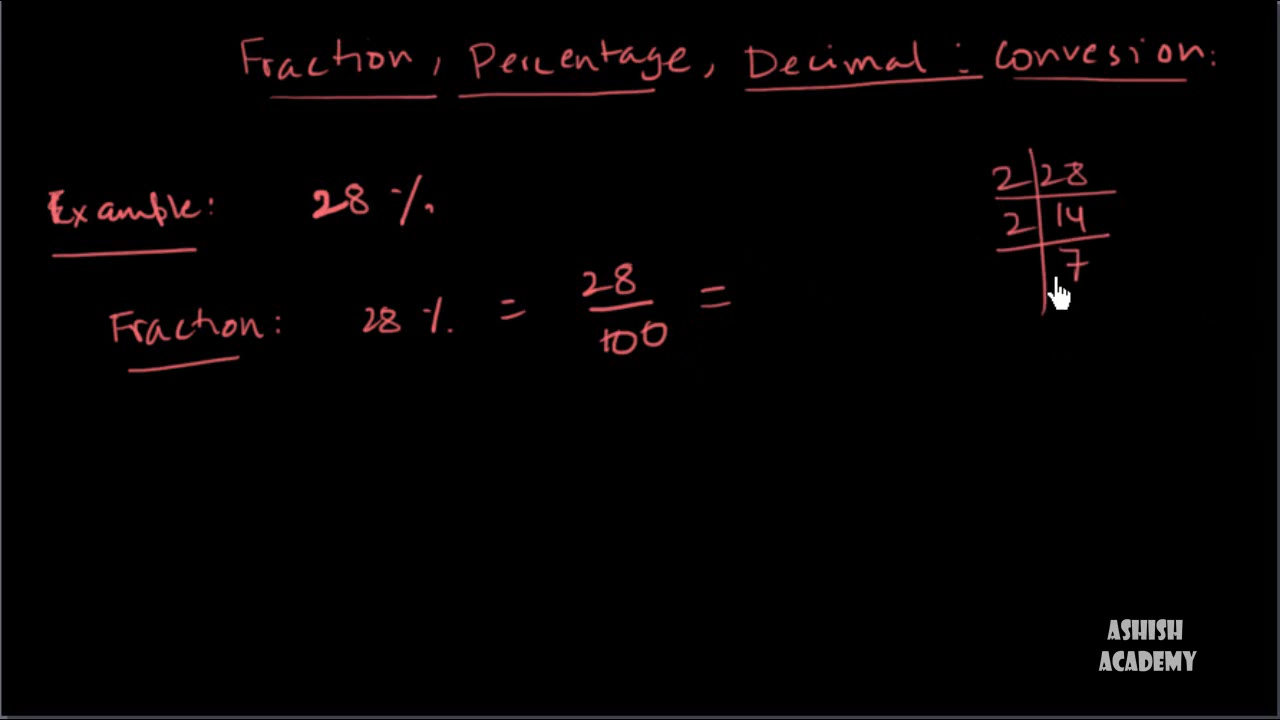 Fraction, Percentage, Decimal : Convesion:
Example: 28 %.
2 28
2 14
7
Fraction: 28 %. = 28/100 =
ASHISH
ACADEMY